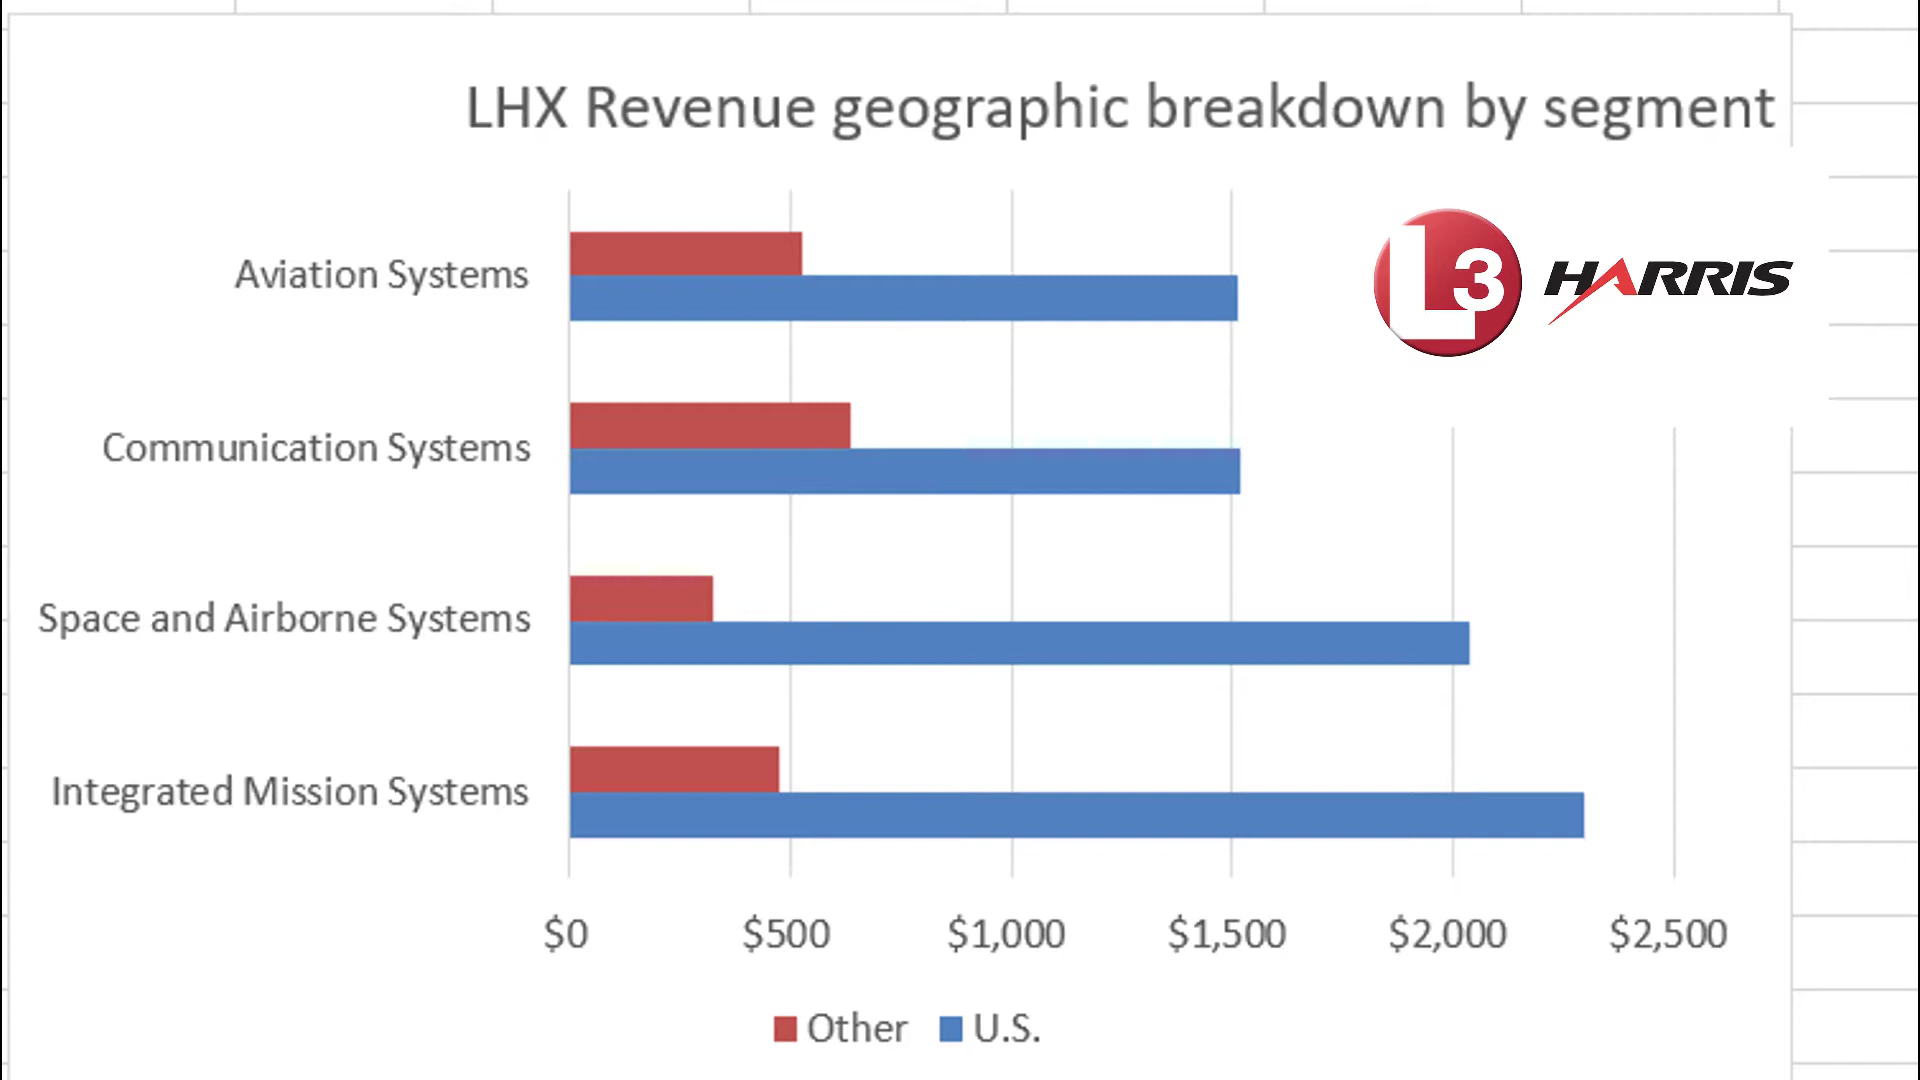 LHX Revenue geographic breakdown by segment
L3 HARRIS
Aviation Systems
Communication Systems
Space and Airborne Systems
Integrated Mission Systems
$0 $500 $1,000 $1,500 $2,000 $2,500
Other U.S.